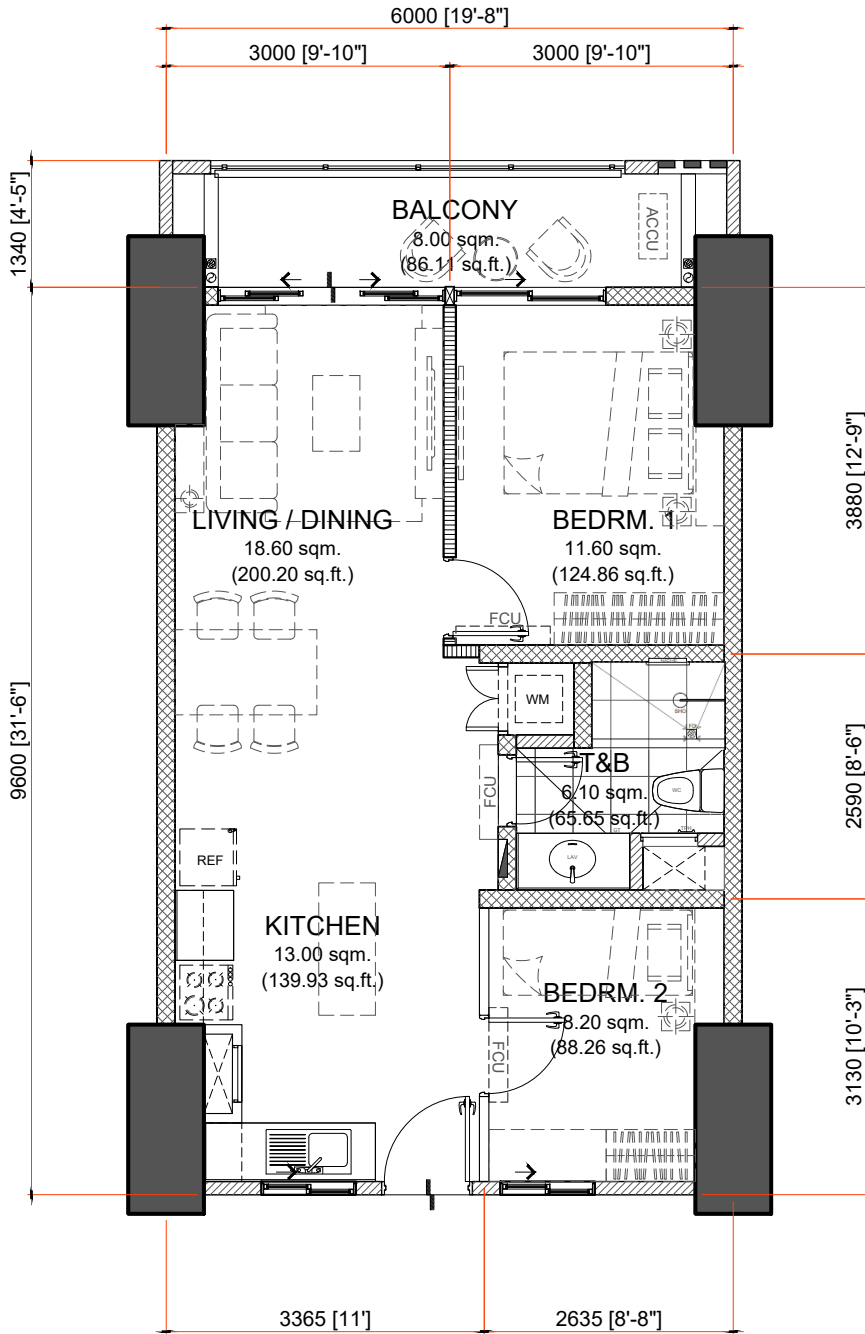 6000 [19'-8"]
3000 [9'-10"]
3000 [9'-10"]
1340 [4'-5"]
BALCONY
8.00 sqm.
(86.11 sq.ft.)
ACCU
9600 [31'-6"]
3880 [12'-9"]
LIVING / DINING
18.60 sqm.
(200.20 sq.ft.)
BEDRM. 1
11.60 sqm.
(124.86 sq.ft.)
FCU
WM
SHO
2590 [8'-6"]
T&B
6.10 sqm.
(65.65 sq.ft.)
FCU
WC
LAV
REF
KITCHEN
13.00 sqm.
(139.93 sq.ft.)
BEDRM. 2
8.20 sqm.
(88.26 sq.ft.)
FCU
3130 [10'-3"]
3365 [11']
2635 [8'-8"]